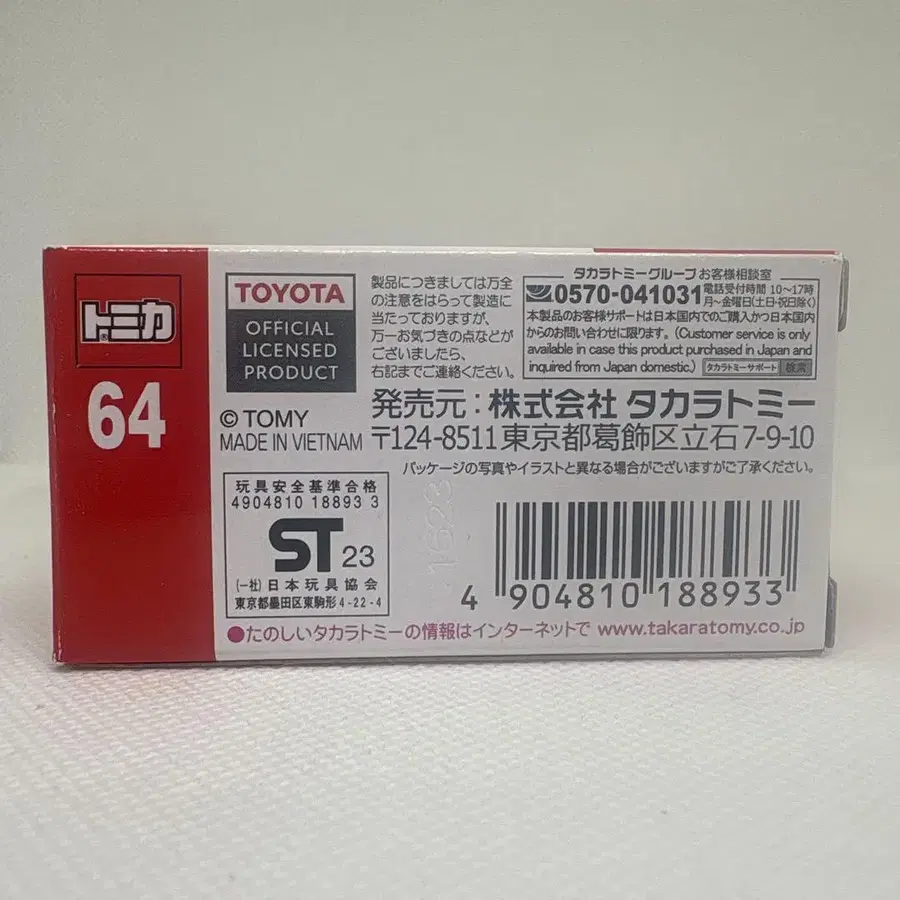 トミカ
®
64
TOYOTA
OFFICIAL
LICENSED
PRODUCT
© TOMY
MADE IN VIETNAM
製品につきましては万全
の注意をはらって製造に
当たっておりますが、
万一お気づきの点などが
ございましたら、
右記までご連絡ください。
タカラトミーグループ お客様相談室
0570-041031 電話受付時間 10〜17時
月〜金曜日(土・日・祝日除く)
本製品のお客様サポートは日本国内でのご購入かつ日本国内
からのお問い合わせに限ります。(Customer service is only
available in case this product purchased in Japan and
inquired from Japan domestic.) タカラトミーサポート 検索
発売元:株式会社 タカラトミー
〒124-8511 東京都葛飾区立石7-9-10
パッケージの写真やイラストと異なる場合がございますがご了承ください。
玩具安全基準合格
4904810 18893 3
ST 23
(一社)日本玩具協会
東京都墨田区東駒形 4-22-4
1623
4 904810 188933
●たのしいタカラトミーの情報はインターネットで www.takaratomy.co.jp